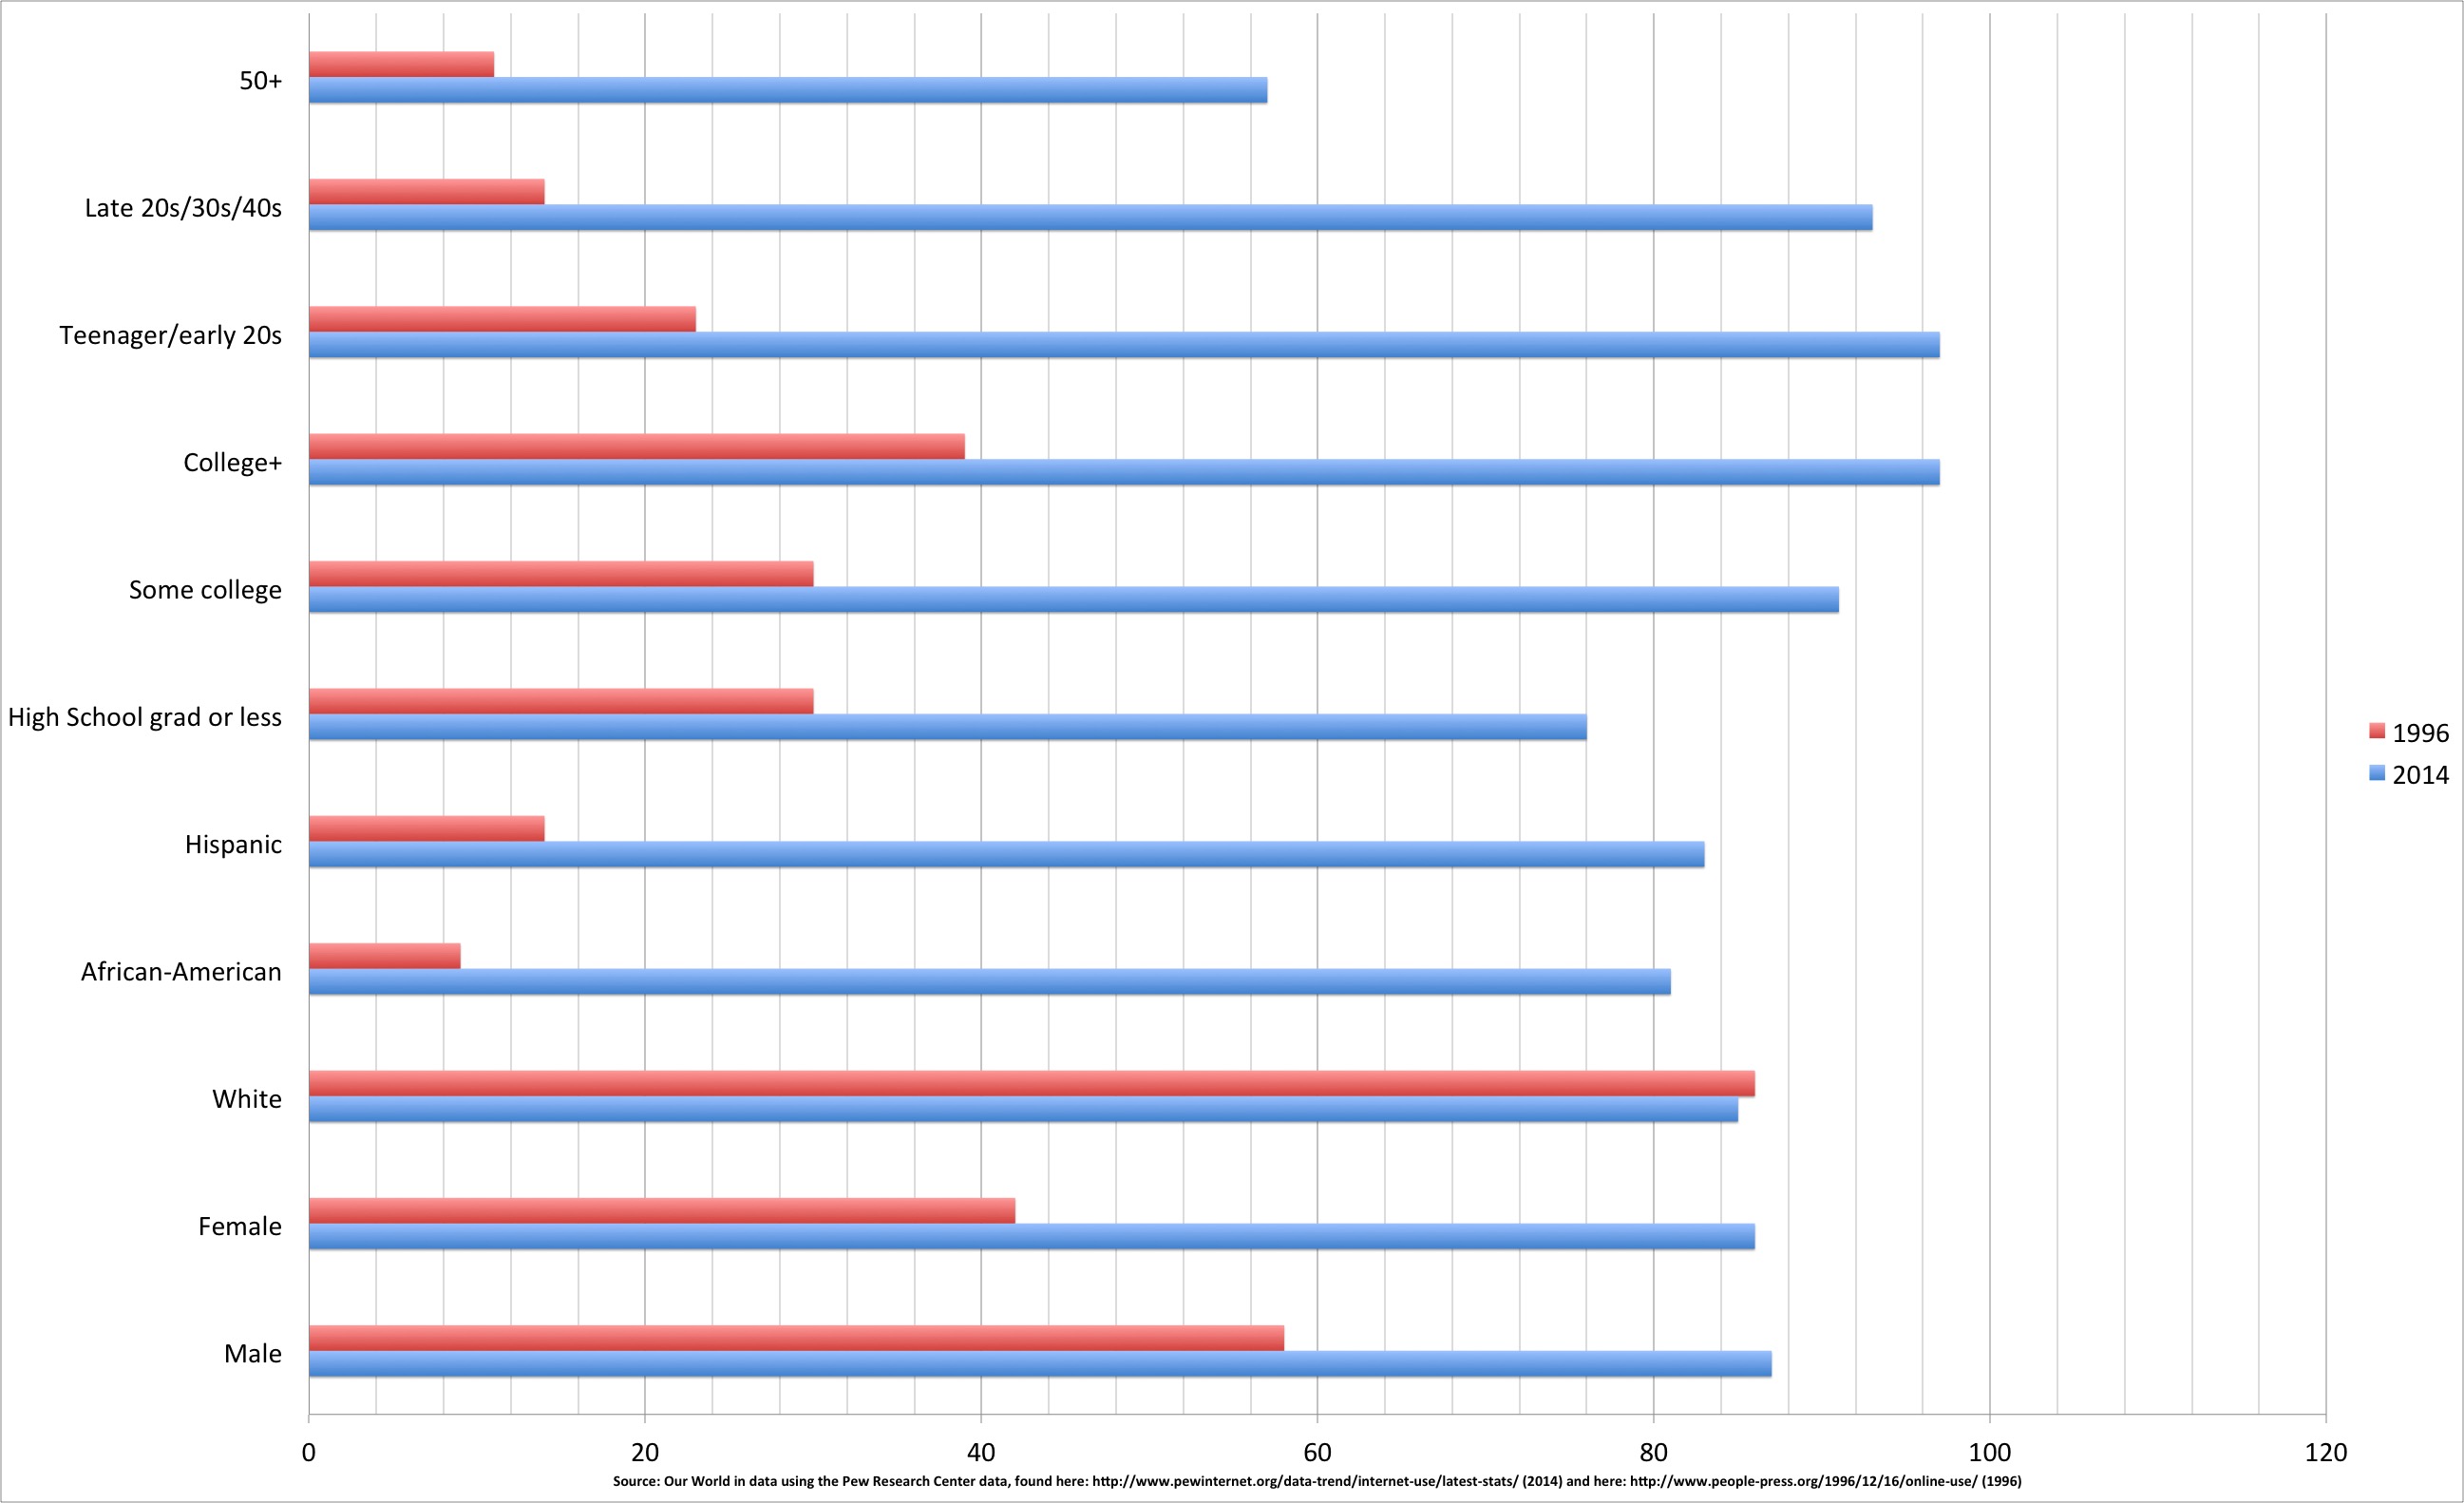 50+
Late 20s/30s/40s
Teenager/early 20s
College+
Some college
High School grad or less
Hispanic
African-American
White
Female
Male
1996
2014
0 20 40 60 80 100 120
Source: Our World in data using the Pew Research Center data, found here: http://www.pewinternet.org/data-trend/internet-use/latest-stats/ (2014) and here: http://www.people-press.org/1996/12/16/online-use/ (1996)